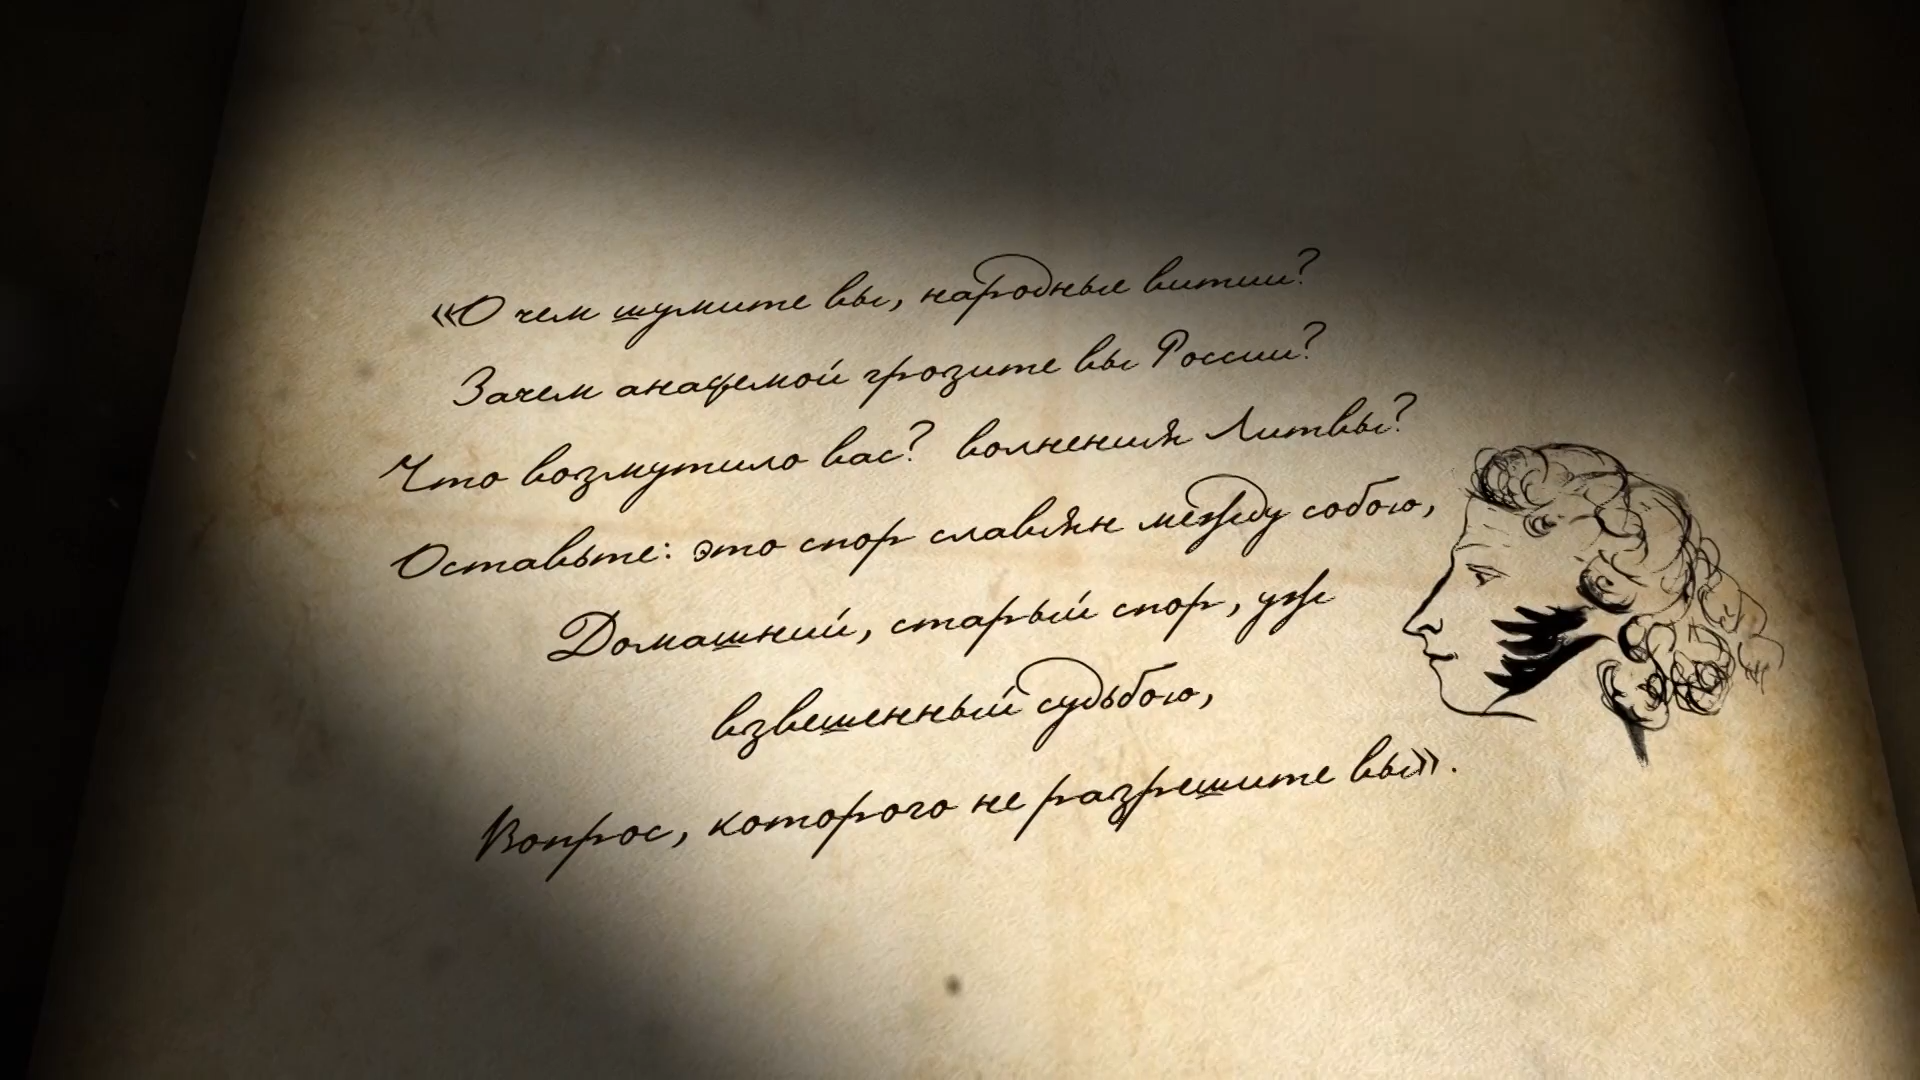 «О чем шумите вы, народные витии?
Зачем анафемой грозите вы России?
Что возмутило вас? волнения Литвы?
Оставьте: это спор славян между собою,
Домашний, старый спор, уж
взвешенный судьбою,
Вопрос, которого не разрешите вы».